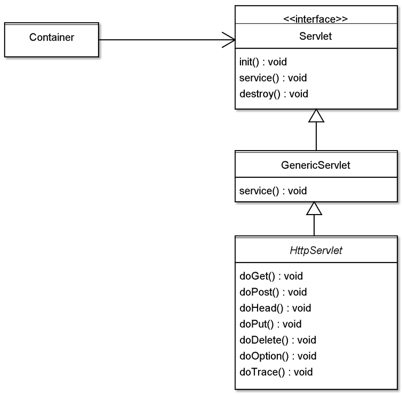 Container
<<interface>>
Servlet
init() : void
service() : void
destroy() : void
GenericServlet
service() : void
HttpServlet
doGet() : void
doPost() : void
doHead() : void
doPut() : void
doDelete() : void
doOption() : void
doTrace() : void